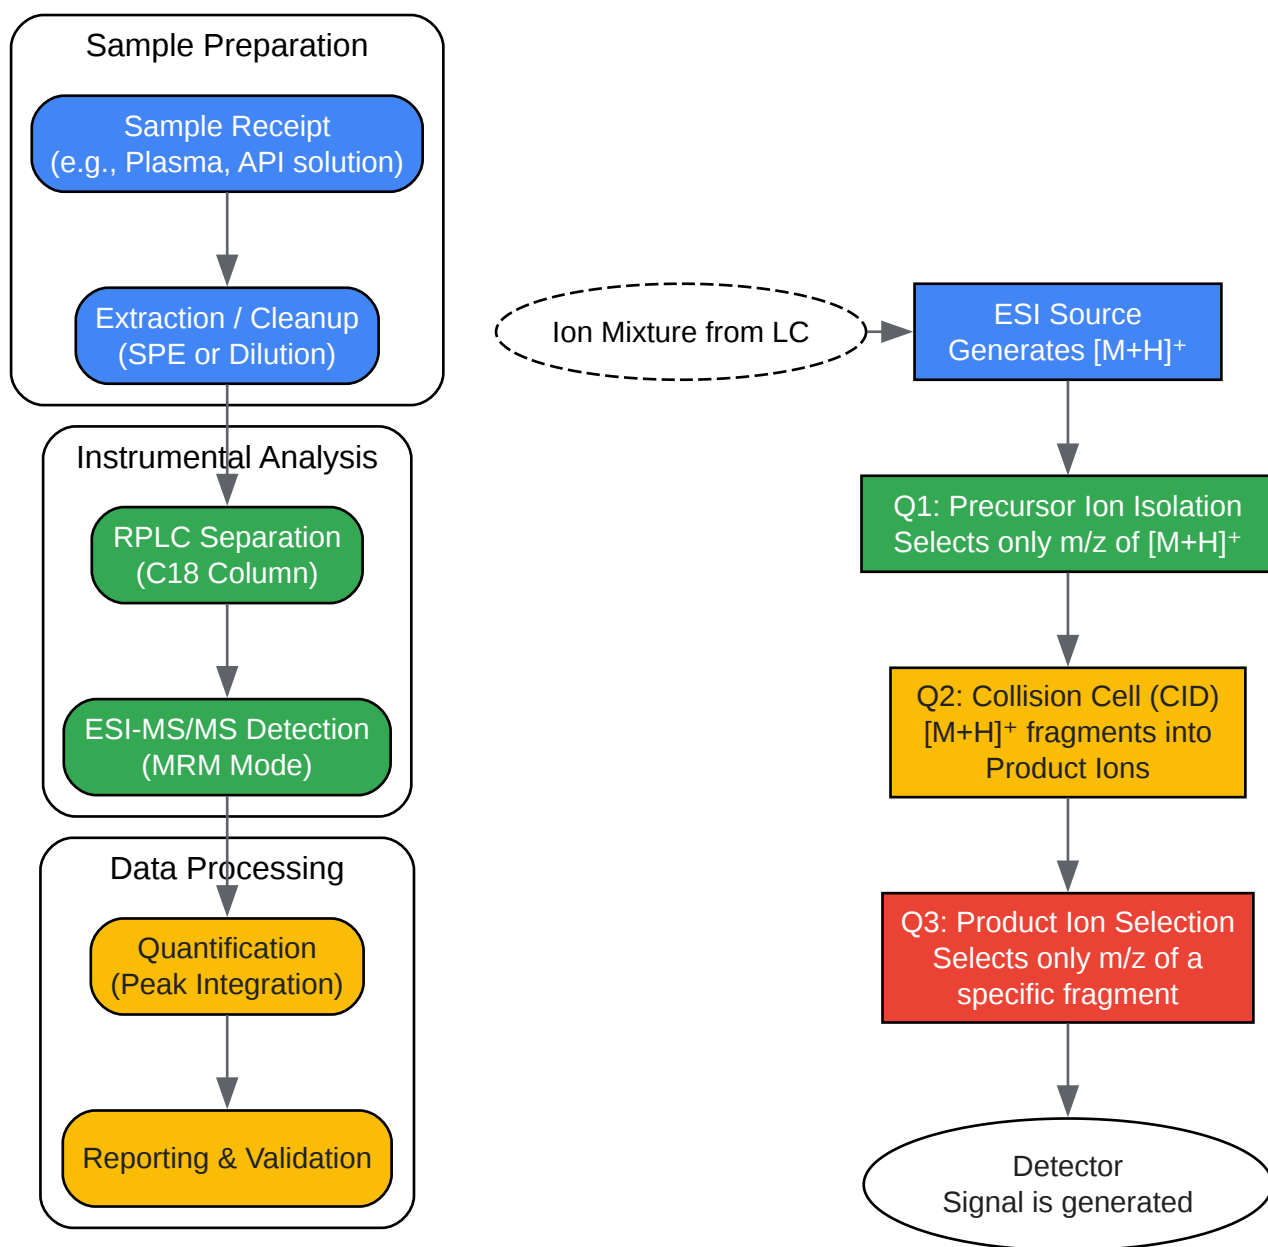 Sample Preparation
Sample Receipt
(e.g., Plasma, API solution)
Extraction / Cleanup
(SPE or Dilution)
Instrumental Analysis
RPLC Separation
(C18 Column)
ESI-MS/MS Detection
(MRM Mode)
Data Processing
Quantification
(Peak Integration)
Reporting & Validation
Ion Mixture from LC
ESI Source
Generates [M+H]⁺
Q1: Precursor Ion Isolation
Selects only m/z of [M+H]⁺
Q2: Collision Cell (CID)
[M+H]⁺ fragments into
Product Ions
Q3: Product Ion Selection
Selects only m/z of a
specific fragment
Detector
Signal is generated